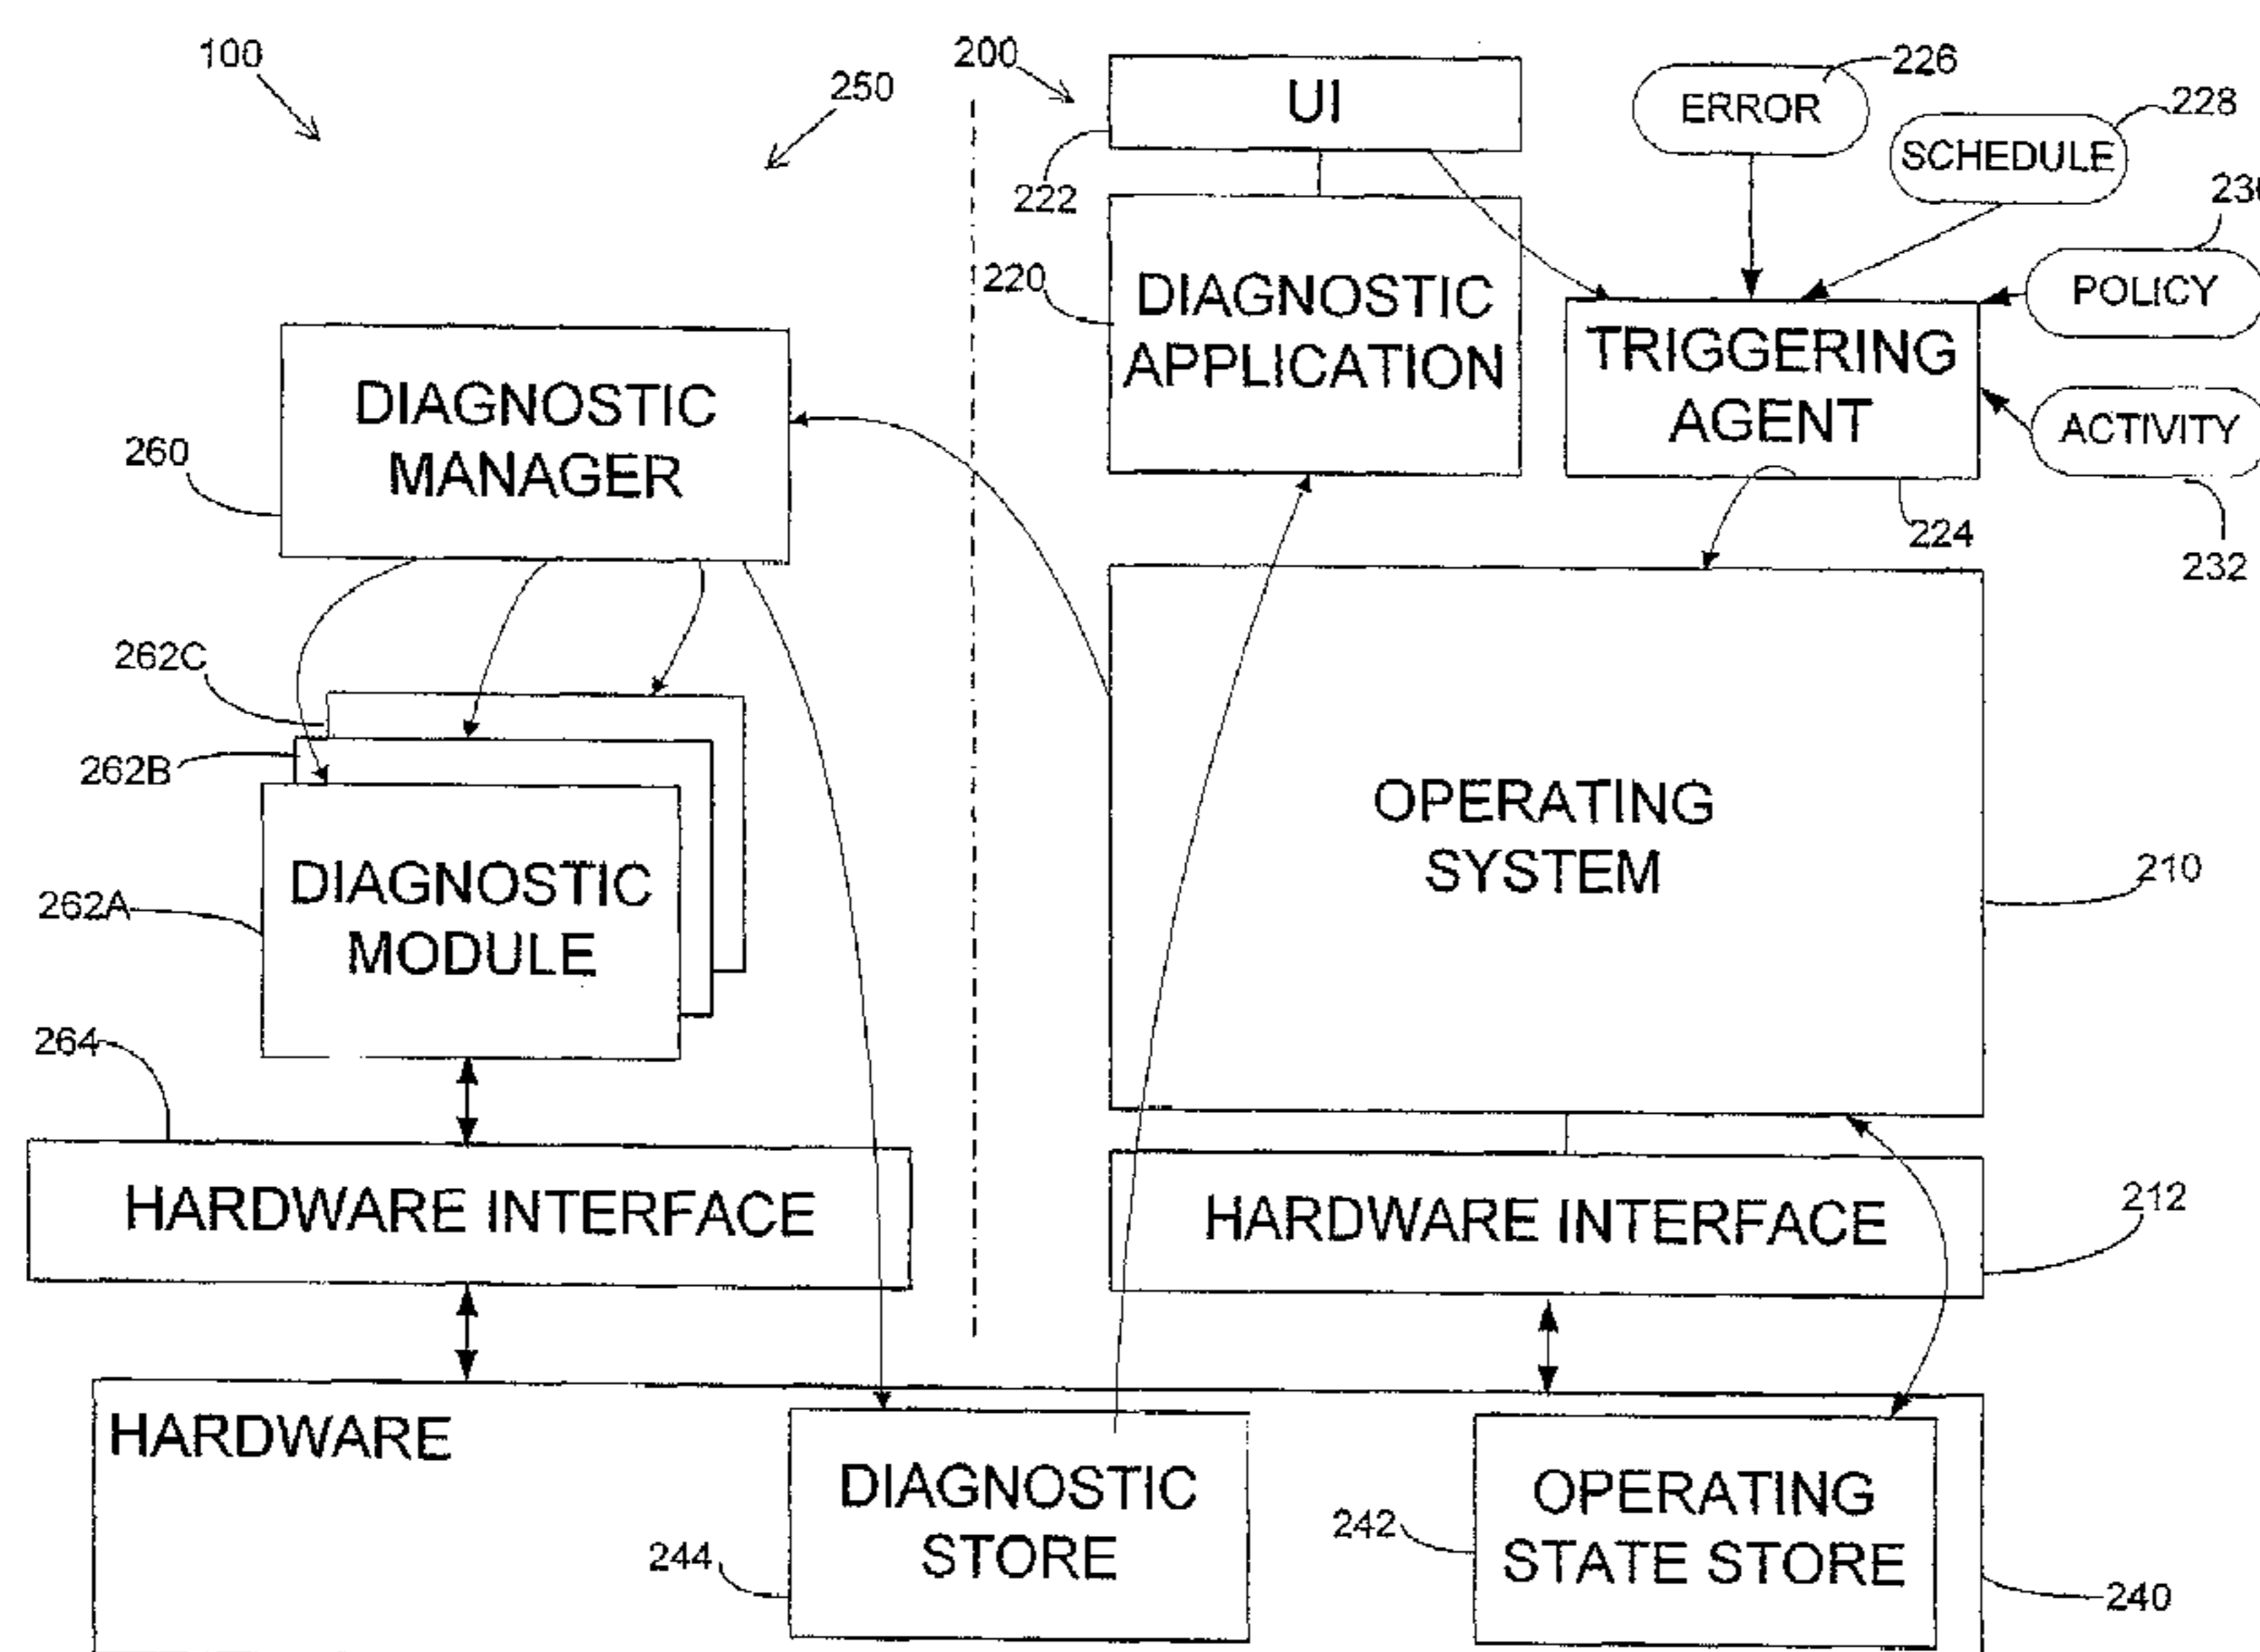 100
250
200
UI
222
ERROR
226
SCHEDULE
228
POLICY
ACTIVITY
232
220
DIAGNOSTIC
APPLICATION
TRIGGERING
AGENT
224
DIAGNOSTIC
MANAGER
260
262C
262B
262A
DIAGNOSTIC
MODULE
OPERATING
SYSTEM
210
264
HARDWARE INTERFACE
HARDWARE INTERFACE
212
HARDWARE
DIAGNOSTIC
STORE
244
OPERATING
STATE STORE
242
240